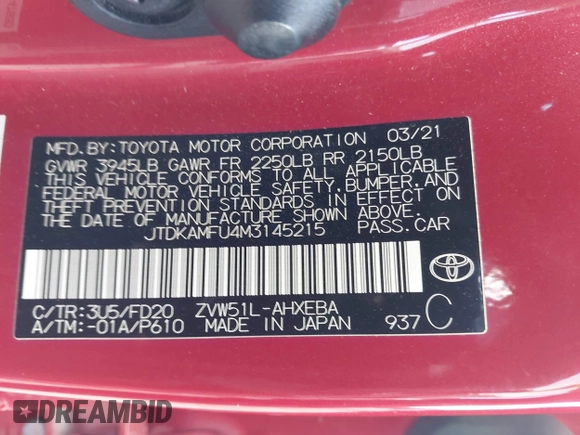 MFD.BY:TOYOTA MOTOR CORPORATION 03/21
GVWR 3945LB GAWR FR 2250LB RR 2150LB
THIS VEHICLE CONFORMS TO ALL APPLICABLE
FEDERAL MOTOR VEHICLE SAFETY,BUMPER,AND
THEFT PREVENTION STANDARDS IN EFFECT ON
THE DATE OF MANUFACTURE SHOWN ABOVE.
JTDKAMFU4M3145215 PASS.CAR
C/TR:3U5/FD20 ZVW51L-AHXEBA
A/TM:-01A/P610 MADE IN JAPAN 937 C
DREAMBID